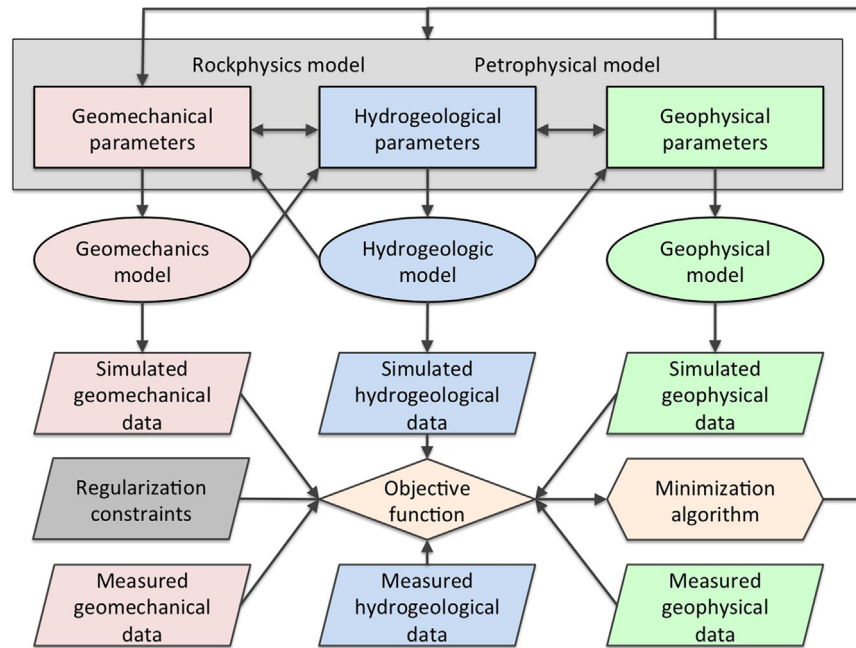 Rockphysics model
Petrophysical model
Geomechanical
parameters
Hydrogeological
parameters
Geophysical
parameters
Geomechanics
model
Hydrogeologic
model
Geophysical
model
Simulated
geomechanical
data
Simulated
hydrogeological
data
Simulated
geophysical
data
Regularization
constraints
Objective
function
Minimization
algorithm
Measured
geomechanical
data
Measured
hydrogeological
data
Measured
geophysical
data